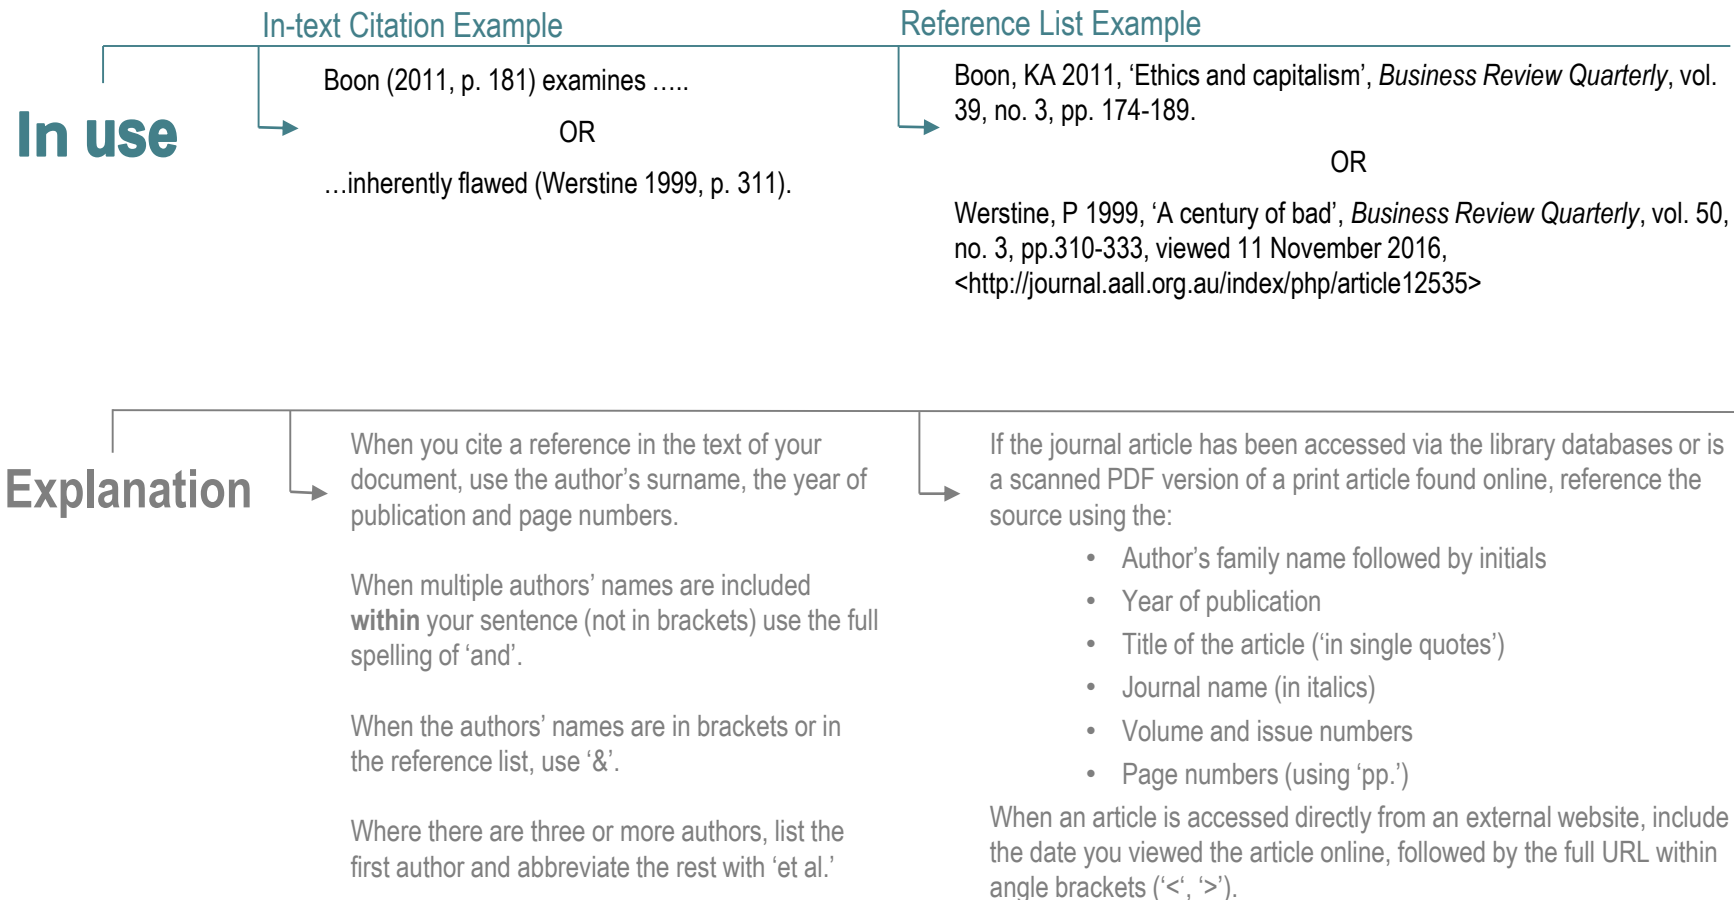 In-text Citation Example
Reference List Example
In use
Boon (2011, p. 181) examines …..
OR
…inherently flawed (Werstine 1999, p. 311).
Boon, KA 2011, ‘Ethics and capitalism’, Business Review Quarterly, vol.
39, no. 3, pp. 174-189.
OR
Werstine, P 1999, ‘A century of bad’, Business Review Quarterly, vol. 50,
no. 3, pp.310-333, viewed 11 November 2016,
<http://journal.aall.org.au/index/php/article12535>
Explanation
When you cite a reference in the text of your
document, use the author’s surname, the year of
publication and page numbers.
When multiple authors’ names are included
within your sentence (not in brackets) use the full
spelling of ‘and’.
When the authors’ names are in brackets or in
the reference list, use ‘&’.
Where there are three or more authors, list the
first author and abbreviate the rest with ‘et al.’
If the journal article has been accessed via the library databases or is
a scanned PDF version of a print article found online, reference the
source using the:
• Author’s family name followed by initials
• Year of publication
• Title of the article (‘in single quotes’)
• Journal name (in italics)
• Volume and issue numbers
• Page numbers (using ‘pp.’)
When an article is accessed directly from an external website, include
the date you viewed the article online, followed by the full URL within
angle brackets (‘<‘, ‘>’).